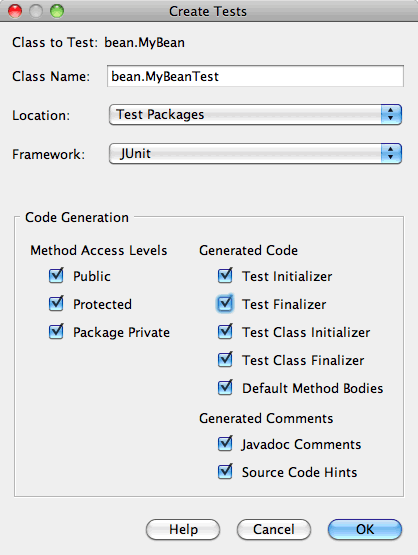 Create Tests
Class to Test: bean.MyBean
Class Name: bean.MyBeanTest
Location: Test Packages
Framework: JUnit
Code Generation
Method Access Levels
Public
Protected
Package Private
Generated Code
Test Initializer
Test Finalizer
Test Class Initializer
Test Class Finalizer
Default Method Bodies
Generated Comments
Javadoc Comments
Source Code Hints
Help Cancel OK